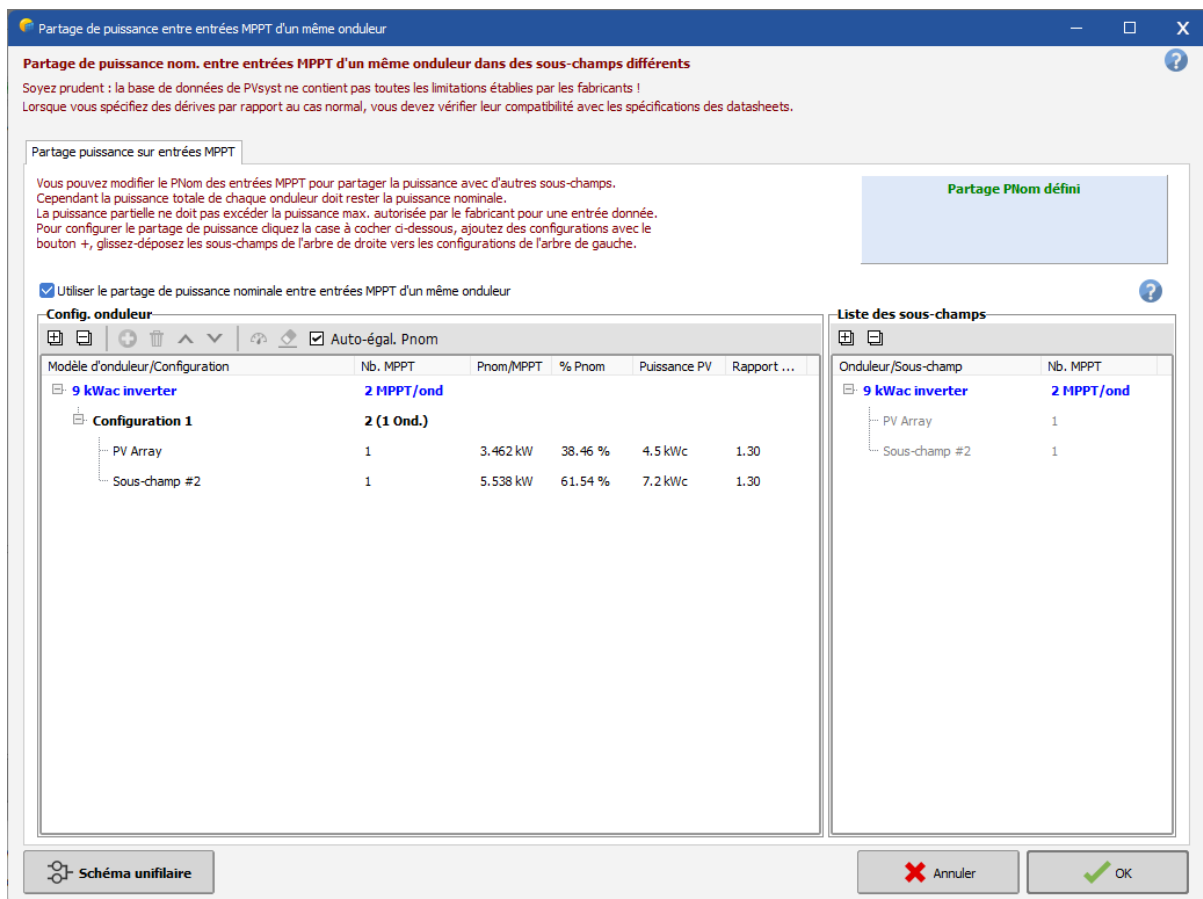 Partage de puissance entre entrées MPPT d'un même onduleur
Partage de puissance nom. entre entrées MPPT d'un même onduleur dans des sous-champs différents
Soyez prudent : la base de données de PVsyst ne contient pas toutes les limitations établies par les fabricants !
Lorsque vous spécifiez des dérives par rapport au cas normal, vous devez vérifier leur compatibilité avec les spécifications des datasheets.
Partage puissance sur entrées MPPT
Vous pouvez modifier le PNom des entrées MPPT pour partager la puissance avec d'autres sous-champs.
Cependant la puissance totale de chaque onduleur doit rester la puissance nominale.
La puissance partielle ne doit pas excéder la puissance max. autorisée par le fabricant pour une entrée donnée.
Pour configurer le partage de puissance cliquez la case à cocher ci-dessous, ajoutez des configurations avec le
bouton +, glissez-déposez les sous-champs de l'arbre de droite vers les configurations de l'arbre de gauche.
Partage PNom défini
Utiliser le partage de puissance nominale entre entrées MPPT d'un même onduleur
Config. onduleur
Auto-égal. Pnom
Modèle d'onduleur/Configuration Nb. MPPT Pnom/MPPT % Pnom Puissance PV Rapport ...
9 kWac inverter 2 MPPT/ond
Configuration 1 2 (1 Ond.)
PV Array 1 3.462 kW 38.46 % 4.5 kWc 1.30
Sous-champ #2 1 5.538 kW 61.54 % 7.2 kWc 1.30
Liste des sous-champs
Onduleur/Sous-champ Nb. MPPT
9 kWac inverter 2 MPPT/ond
PV Array 1
Sous-champ #2 1
Schéma unifilaire
Annuler
OK